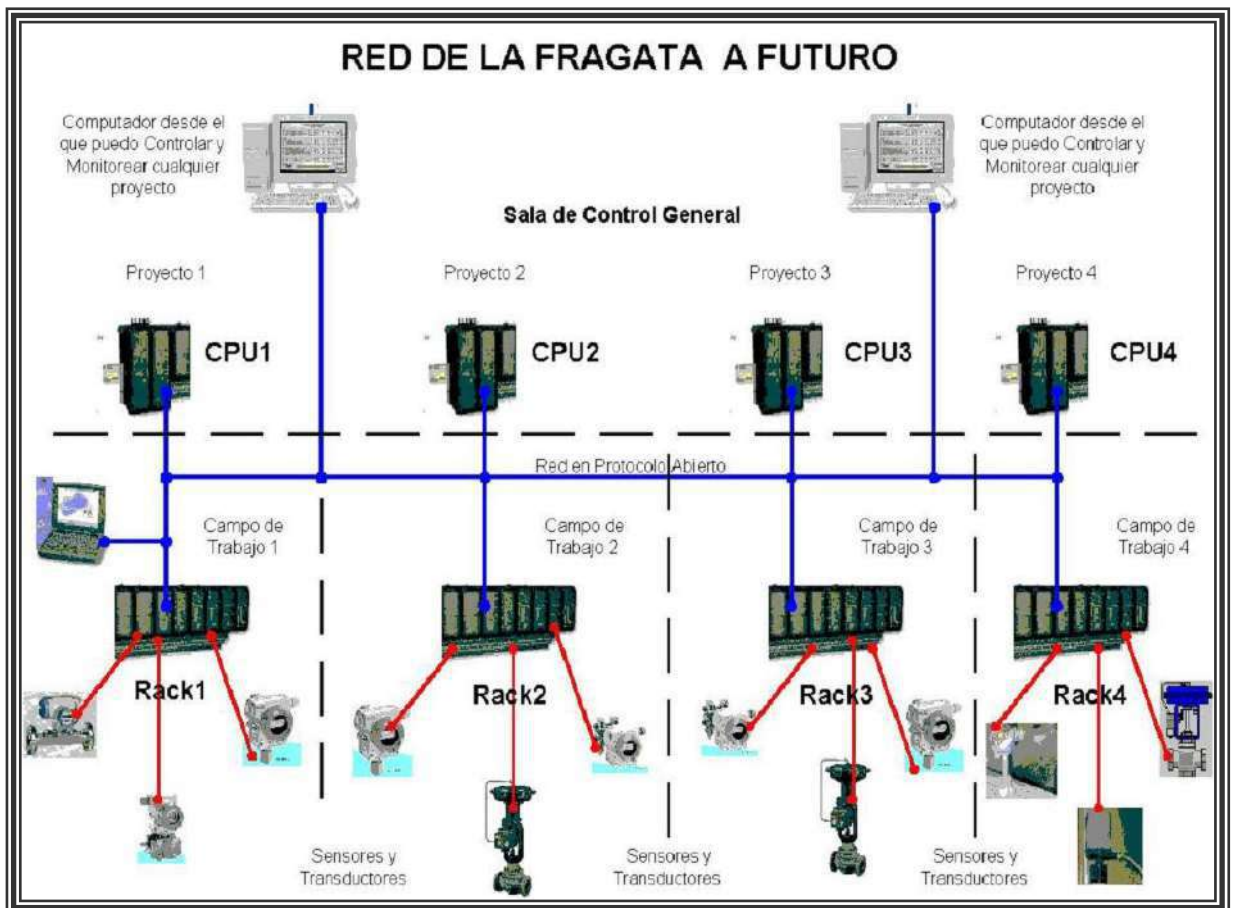 RED DE LA FRAGATA A FUTURO
Computador desde el
que puedo Controlar y
Monitorear cualquier
proyecto
Computador desde el
que puedo Controlar y
Monitorear cualquier
proyecto
Sala de Control General
Proyecto 1
Proyecto 2
Proyecto 3
Proyecto 4
CPU1
CPU2
CPU3
CPU4
Red en Protocolo Abierto
Campo de
Trabajo 1
Campo de
Trabajo 2
Campo de
Trabajo 3
Campo de
Trabajo 4
Rack1
Rack2
Rack3
Rack4
Sensores y
Transductores
Sensores y
Transductores
Sensores y
Transductores